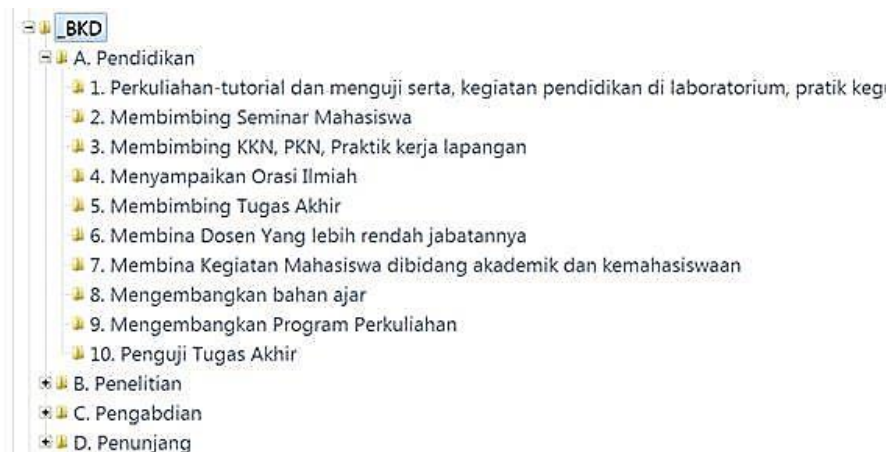 _BKD
A. Pendidikan
1. Perkuliahan-tutorial dan menguji serta, kegiatan pendidikan di laboratorium, pratik kegu
2. Membimbing Seminar Mahasiswa
3. Membimbing KKN, PKN, Praktik kerja lapangan
4. Menyampaikan Orasi Ilmiah
5. Membimbing Tugas Akhir
6. Membina Dosen Yang lebih rendah jabatannya
7. Membina Kegiatan Mahasiswa dibidang akademik dan kemahasiswaan
8. Mengembangkan bahan ajar
9. Mengembangkan Program Perkuliahan
10. Penguji Tugas Akhir
B. Penelitian
C. Pengabdian
D. Penunjang